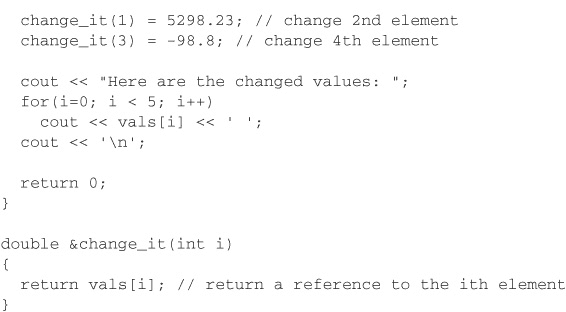 change_it(1) = 5298.23; // change 2nd element
change_it(3) = -98.8; // change 4th element
cout << "Here are the changed values: ";
for(i=0; i < 5; i++)
cout << vals[i] << ' ';
cout << '\n';
return 0;
}
double &change_it(int i)
{
return vals[i]; // return a reference to the ith element
}